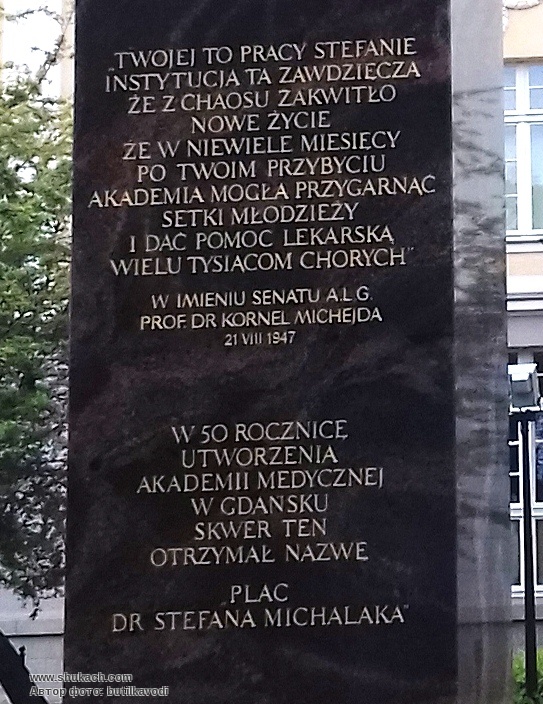 „TWOJEJ TO PRACY STEFANIE
INSTYTUCJA TA ZAWDZIĘCZA
ŻE Z CHAOSU ZAKWITŁO
NOWE ŻYCIE
ŻE W NIEWIELE MIESIĘCY
PO TWOIM PRZYBYCIU
AKADEMIA MOGŁA PRZYGARNĄĆ
SETKI MŁODZIEŻY
I DAĆ POMOC LEKARSKĄ
WIELU TYSIĄCOM CHORYCH"
W IMIENIU SENATU A.L.G.
PROF. DR KORNEL MICHEJDA
21 VIII 1947
W 50 ROCZNICĘ
UTWORZENIA
AKADEMII MEDYCZNEJ
W GDAŃSKU
SKWER TEN
OTRZYMAŁ NAZWĘ
„PLAC
DR STEFANA MICHALAKA"
www.shukach.com
Автор фото: butilkavodi